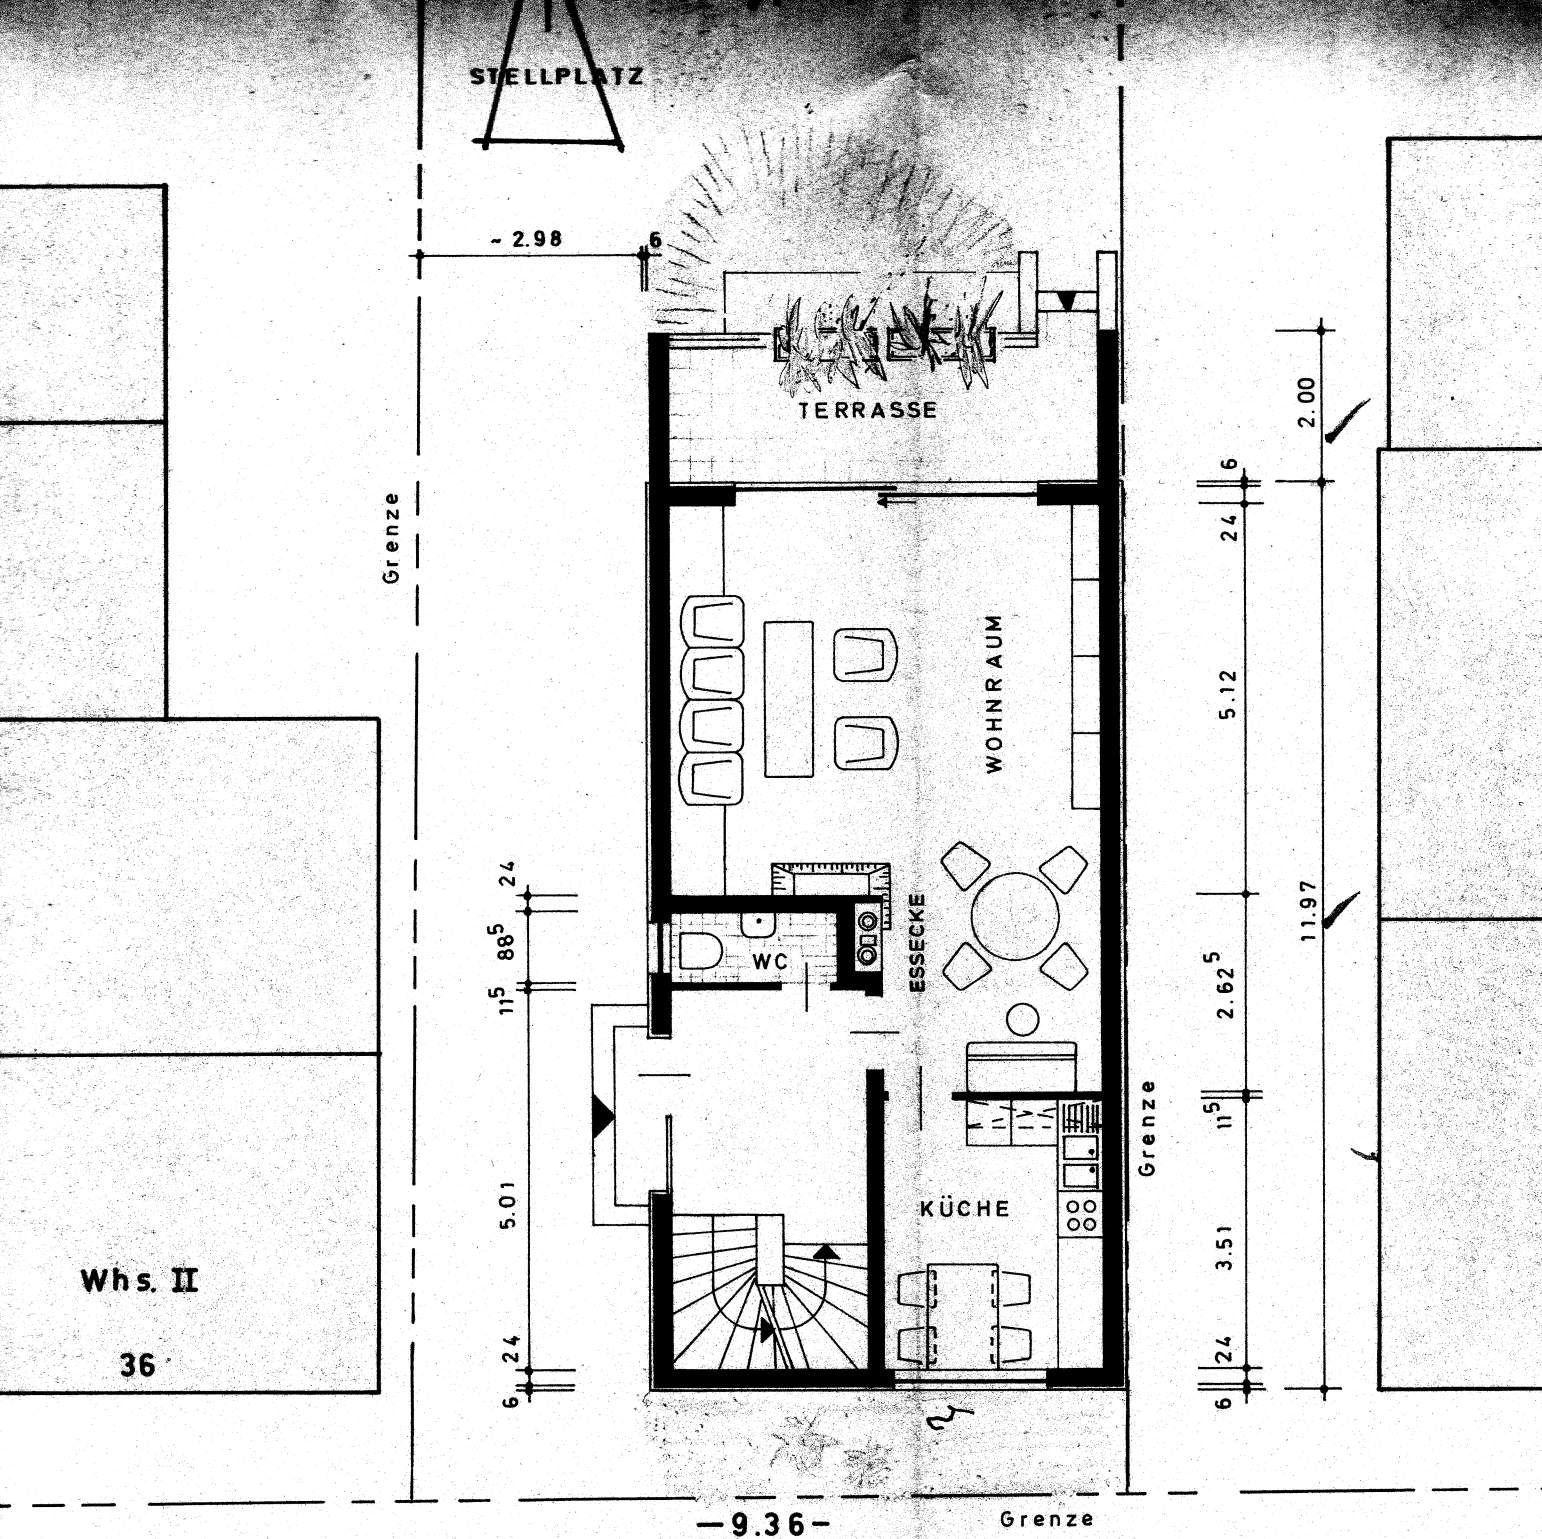 STELLPLATZ
~ 2.98
6
TERRASSE
2.00
6
24
Grenze
WOHNRAUM
5.12
24
88⁵
11⁵
WC
ESSECKE
11.97
2.62⁵
11⁵
Grenze
5.01
KÜCHE
3.51
Whs. II
36
24
6
24
6
—9.36—
Grenze